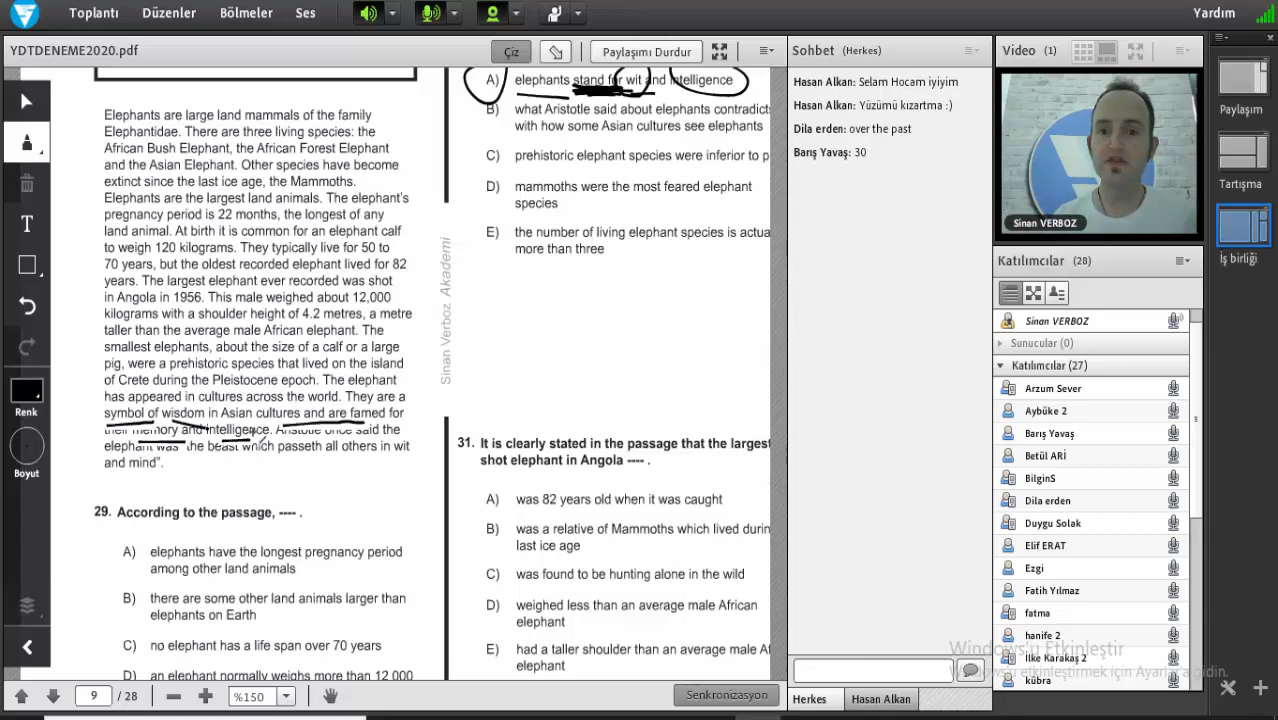 Toplantı
Düzenler
Bölmeler
Ses
Yardım
YDTDENEME2020.pdf
Çiz
Paylaşımı Durdur
Renk
Boyut
Elephants are large land mammals of the family
Elephantidae. There are three living species: the
African Bush Elephant, the African Forest Elephant
and the Asian Elephant. Other species have become
extinct since the last ice age, the Mammoths.
Elephants are the largest land animals. The elephant's
pregnancy period is 22 months, the longest of any
land animal. At birth it is common for an elephant calf
to weigh 120 kilograms. They typically live for 50 to
70 years, but the oldest recorded elephant lived for 82
years. The largest elephant ever recorded was shot
in Angola in 1956. This male weighed about 12,000
kilograms with a shoulder height of 4.2 metres, a metre
taller than the average male African elephant. The
smallest elephants, about the size of a calf or a large
pig, were a prehistoric species that lived on the island
of Crete during the Pleistocene epoch. The elephant
has appeared in cultures across the world. They are a
symbol of wisdom in Asian cultures and are famed for
their memory and intelligence. Aristotle once said the
elephant was "the beast which passeth all others in wit
and mind".
29. According to the passage, ---- .
A) elephants have the longest pregnancy period
among other land animals
B) there are some other land animals larger than
elephants on Earth
C) no elephant has a life span over 70 years
D) an elephant normally weighs more than 12 000
Sinan Verboz Akademi
A) elephants stand for wit and intelligence
B) what Aristotle said about elephants contradicts
with how some Asian cultures see elephants
C) prehistoric elephant species were inferior to p
D) mammoths were the most feared elephant
species
E) the number of living elephant species is actua
more than three
31. It is clearly stated in the passage that the largest
shot elephant in Angola ---- .
A) was 82 years old when it was caught
B) was a relative of Mammoths which lived durin
last ice age
C) was found to be hunting alone in the wild
D) weighed less than an average male African
elephant
E) had a taller shoulder than an average male Af
elephant
9 / 28
%150
Senkronizasyon
Sohbet (Herkes)
Hasan Alkan: Selam Hocam iyiyim
Hasan Alkan: Yüzümü kızartma :)
Dila erden: over the past
Barış Yavaş: 30
Herkes
Hasan Alkan
Video (1)
Sinan VERBOZ
Katılımcılar (28)
Sinan VERBOZ
Sunucular (0)
Katılımcılar (27)
Arzum Sever
Aybüke 2
Barış Yavaş
Betül ARİ
BilginS
Dila erden
Duygu Solak
Elif ERAT
Ezgi
Fatih Yılmaz
fatma
hanife 2
İlke Karakaş 2
kübra
Windows'u Etkinleştir
Windows'u etkinleştirmek için Ayarlar'a gidin.
Paylaşım
Tartışma
İş birliği